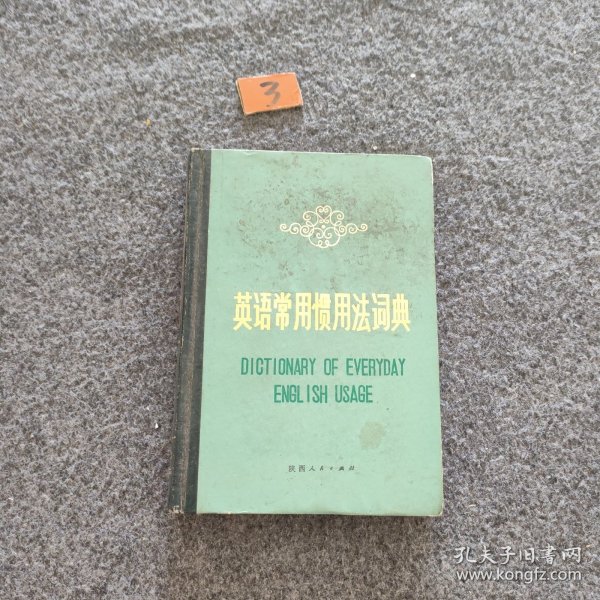 3
英语常用惯用法词典
DICTIONARY OF EVERYDAY
ENGLISH USAGE
陕西人民出版社
孔夫子旧书网
www.kongfz.com